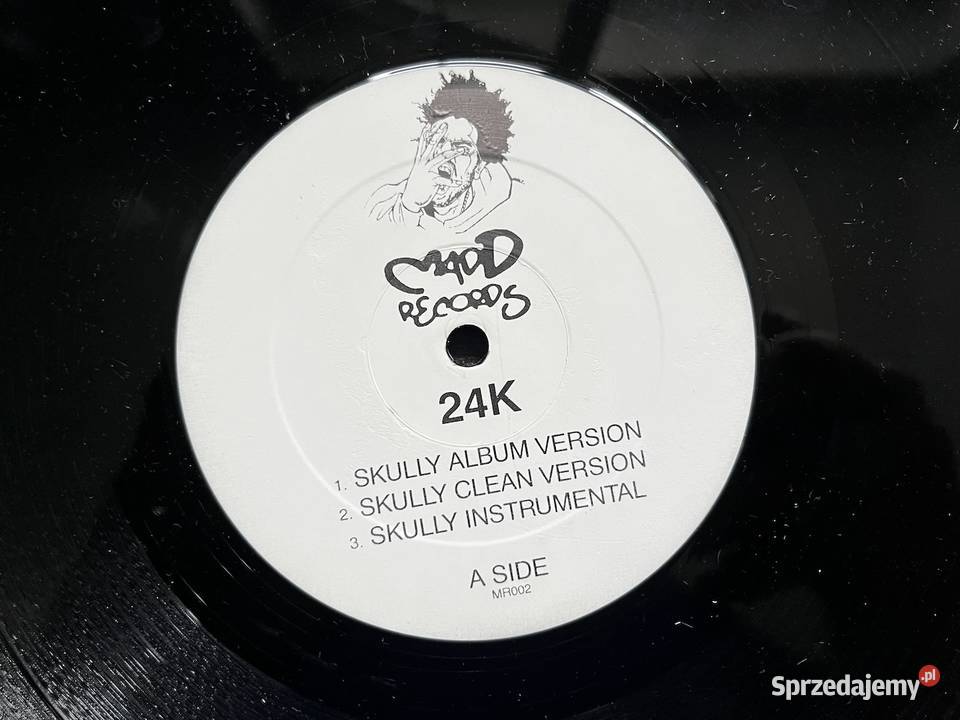 MADD
RECORDS
24K
1. SKULLY ALBUM VERSION
2. SKULLY CLEAN VERSION
3. SKULLY INSTRUMENTAL
A SIDE
MR002
Sprzedajemy.pl